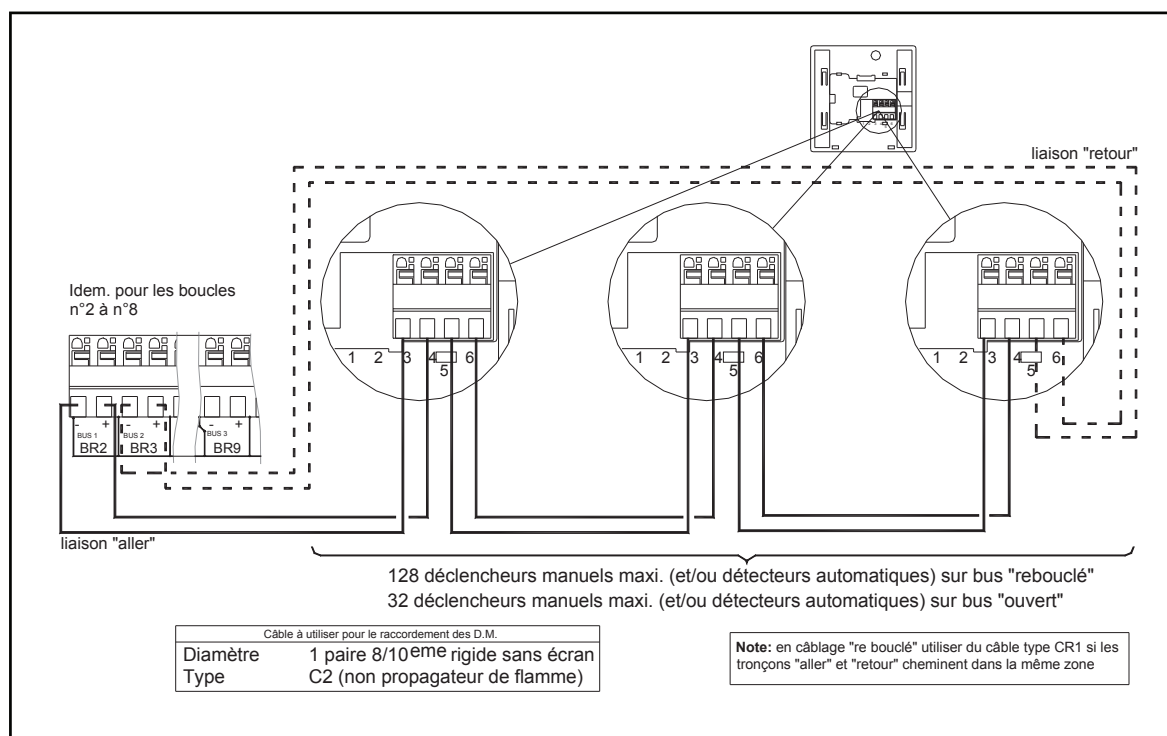 liaison "retour"
Idem. pour les boucles
n°2 à n°8
1 2 3 4 5 6
1 2 3 4 5 6
1 2 3 4 5 6
- + - + - +
BUS 1 BUS 2 BUS 3
BR2 BR3 BR9
liaison "aller"
128 déclencheurs manuels maxi. (et/ou détecteurs automatiques) sur bus "rebouclé"
32 déclencheurs manuels maxi. (et/ou détecteurs automatiques) sur bus "ouvert"
Câble à utiliser pour le raccordement des D.M.
Diamètre 1 paire 8/10eme rigide sans écran
Type C2 (non propagateur de flamme)
Note: en câblage "re bouclé" utiliser du câble type CR1 si les
tronçons "aller" et "retour" cheminent dans la même zone